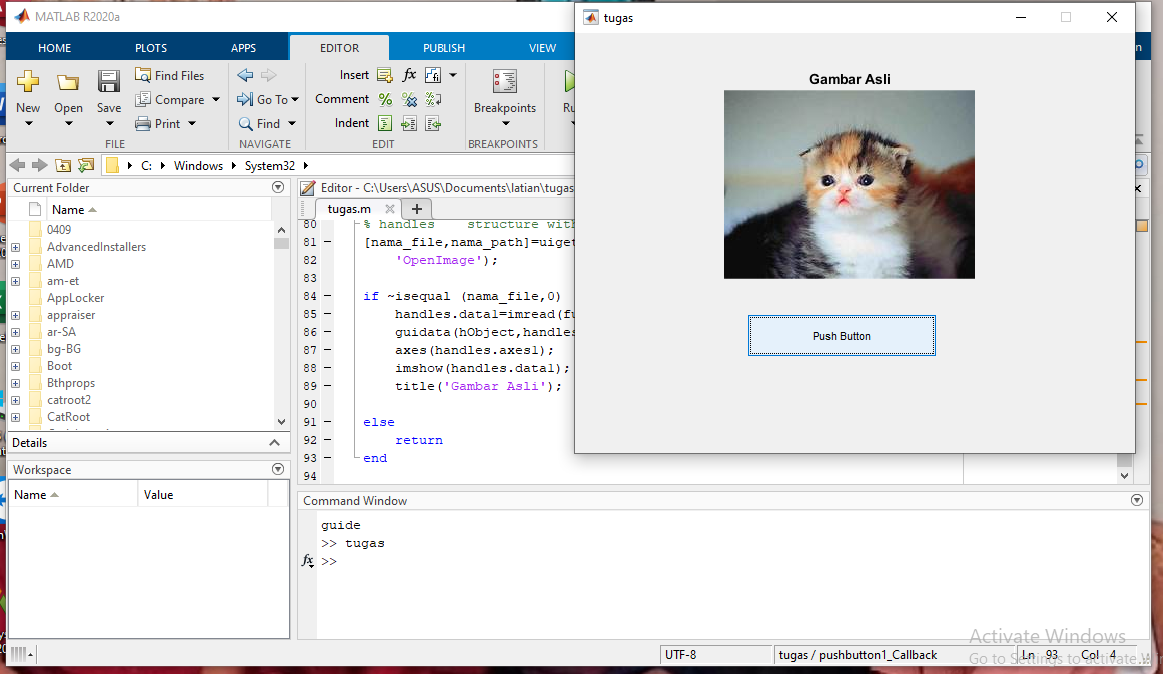 MATLAB R2020a
HOME PLOTS APPS EDITOR PUBLISH VIEW
New Open Save
Find Files
Compare
Print
FILE
Go To
Find
NAVIGATE
Insert fx
Comment
Indent
EDIT
Breakpoints
BREAKPOINTS
C: Windows System32
Current Folder
Name
0409
AdvancedInstallers
AMD
am-et
AppLocker
appraiser
ar-SA
bg-BG
Boot
Bthprops
catroot2
CatRoot
Details
Workspace
Name Value
Editor - C:\Users\ASUS\Documents\latian\tugas
tugas.m
80 % handles structure with
81 [nama_file,nama_path]=uiget
82 'OpenImage');
83
84 if ~isequal (nama_file,0)
85 handles.data1=imread(fu
86 guidata(hObject,handles
87 axes(handles.axes1);
88 imshow(handles.data1);
89 title('Gambar Asli');
90
91 else
92 return
93 end
94
Command Window
guide
>> tugas
fx >>
tugas
Gambar Asli
Push Button
Activate Windows
Go to Settings to activate
UTF-8 tugas / pushbutton1_Callback Ln 93 Col 4